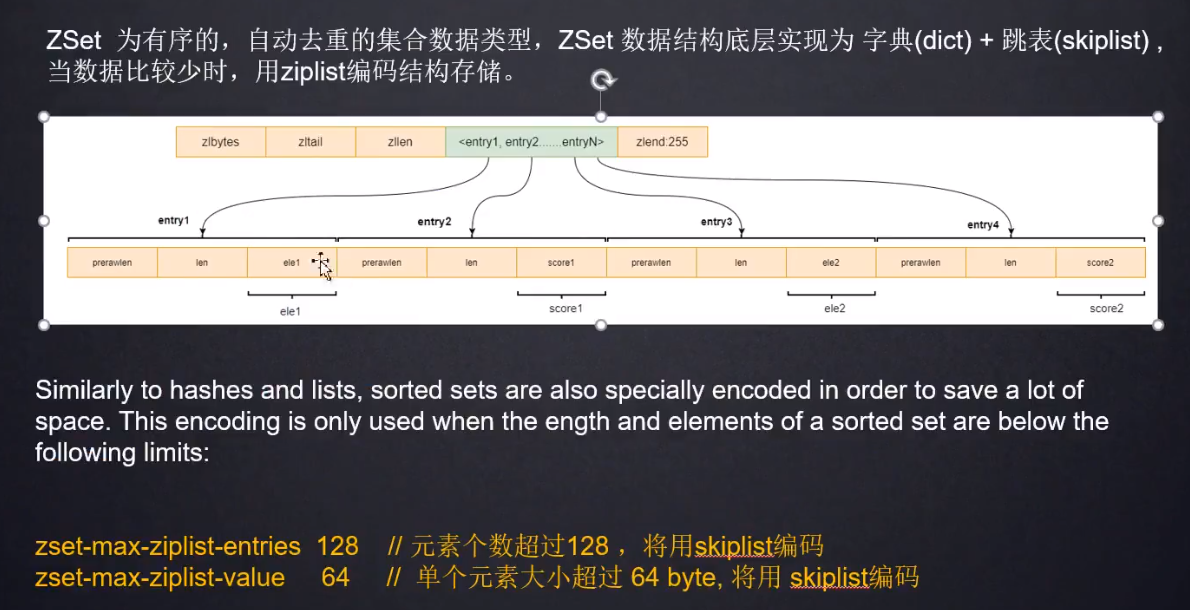 ZSet 为有序的，自动去重的集合数据类型，ZSet 数据结构底层实现为 字典(dict) + 跳表(skiplist) ,
当数据比较少时，用ziplist编码结构存储。
zlbytes zltail zllen <entry1, entry2.......entryN> zlend:255
entry1 entry2 entry3 entry4
prerawlen len ele1 prerawlen len score1 prerawlen len ele2 prerawlen len score2
ele1 score1 ele2 score2
Similarly to hashes and lists, sorted sets are also specially encoded in order to save a lot of
space. This encoding is only used when the ength and elements of a sorted set are below the
following limits:
zset-max-ziplist-entries 128 // 元素个数超过128 ，将用skiplist编码
zset-max-ziplist-value 64 // 单个元素大小超过 64 byte, 将用 skiplist编码